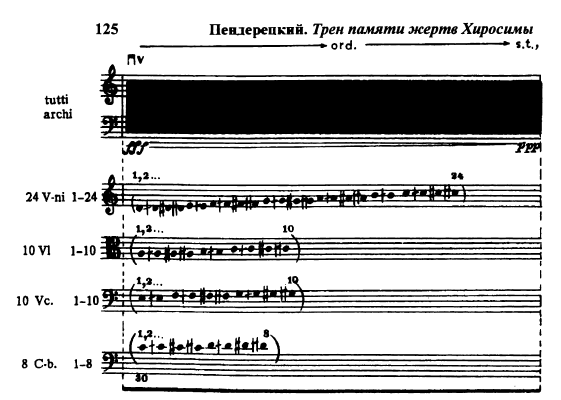 125 Пендерецкий. Трен памяти жертв Хиросимы
ord. s.t.,
V
tutti
archi
fff ppp
1,2... 24
24 V-ni 1-24
1,2... 10
10 Vl 1-10
1,2... 10
10 Vc. 1-10
1,2... 8
8 C-b. 1-8
30